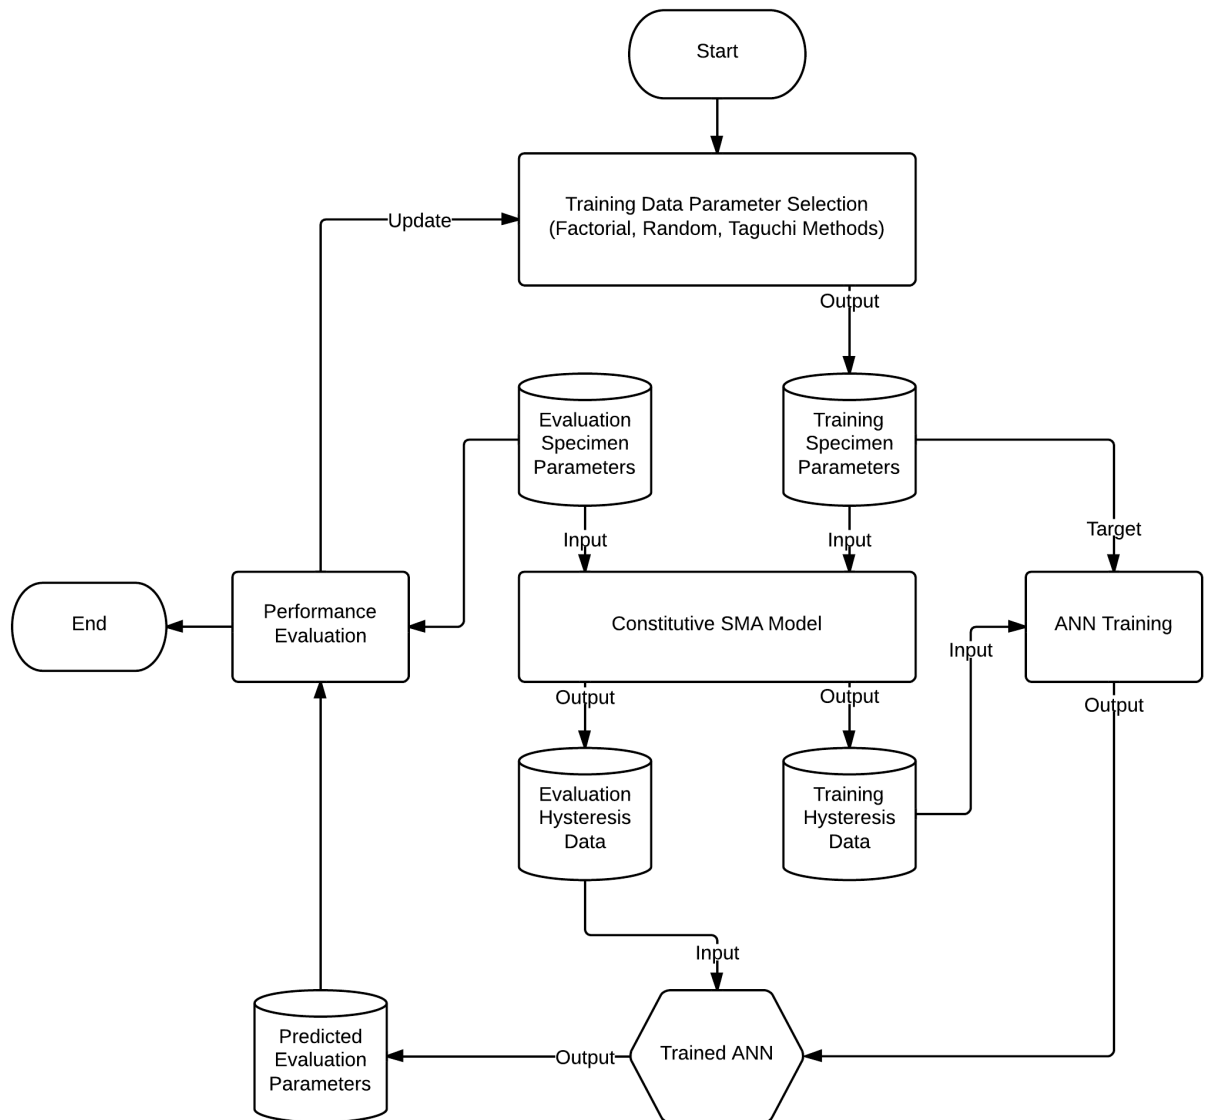 Start
Training Data Parameter Selection
(Factorial, Random, Taguchi Methods)
Update
Output
Evaluation
Specimen
Parameters
Training
Specimen
Parameters
Input
Input
Target
End
Performance
Evaluation
Constitutive SMA Model
ANN Training
Input
Output
Output
Output
Evaluation
Hysteresis
Data
Training
Hysteresis
Data
Input
Predicted
Evaluation
Parameters
Output
Trained ANN